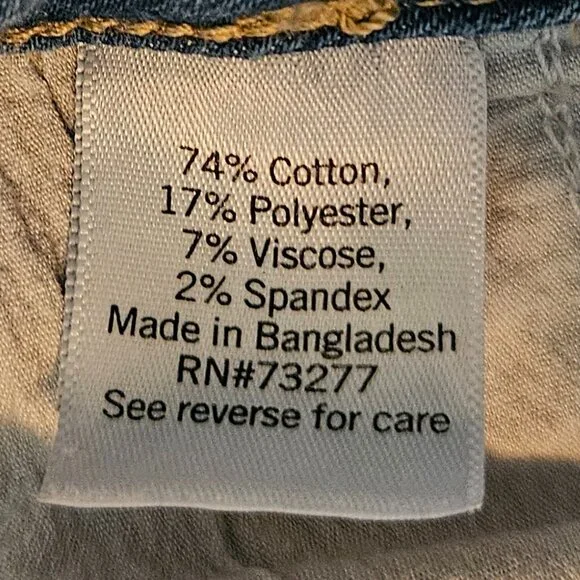 74% Cotton,
17% Polyester,
7% Viscose,
2% Spandex
Made in Bangladesh
RN#73277
See reverse for care